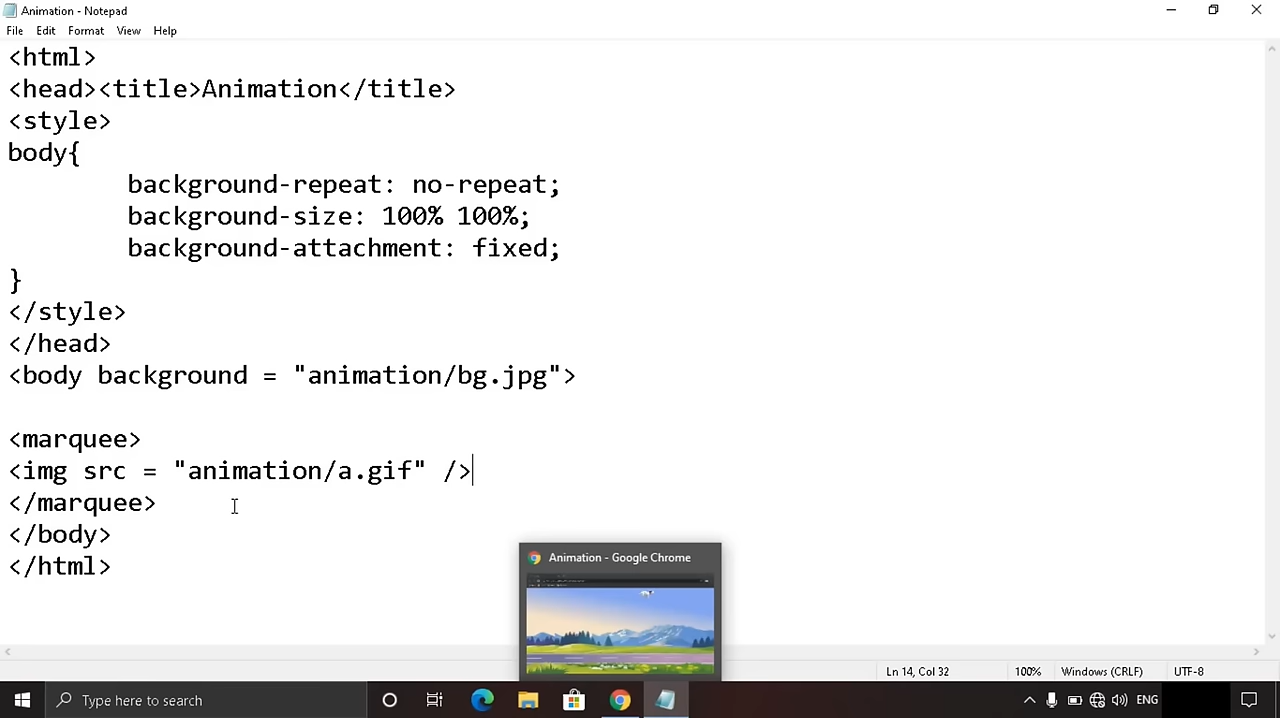 Animation - Notepad
File Edit Format View Help
<html>
<head><title>Animation</title>
<style>
body{
background-repeat: no-repeat;
background-size: 100% 100%;
background-attachment: fixed;
}
</style>
</head>
<body background = "animation/bg.jpg">
<marquee>
<img src = "animation/a.gif" />
</marquee>
</body>
</html>
Animation - Google Chrome
Ln 14, Col 32 100% Windows (CRLF) UTF-8
Type here to search ENG